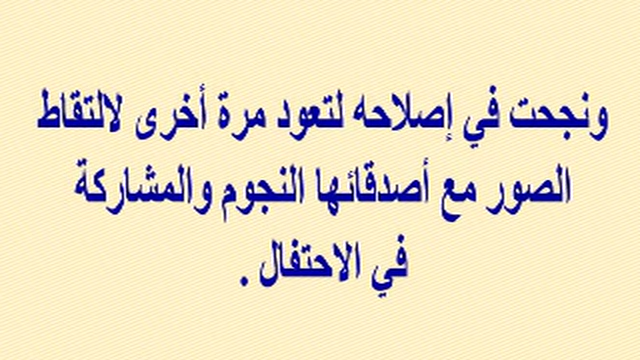 ونجحت في إصلاحه لتعود مرة أخرى لالتقاط
الصور مع أصدقائها النجوم والمشاركة
في الاحتفال .